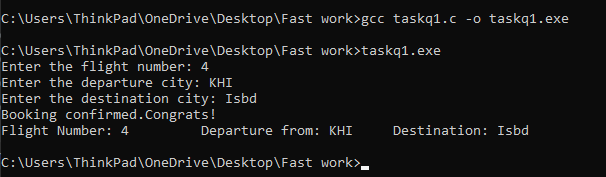 C:\Users\ThinkPad\OneDrive\Desktop\Fast work>gcc taskq1.c -o taskq1.exe
C:\Users\ThinkPad\OneDrive\Desktop\Fast work>taskq1.exe
Enter the flight number: 4
Enter the departure city: KHI
Enter the destination city: Isbd
Booking confirmed.Congrats!
Flight Number: 4         Departure from: KHI     Destination: Isbd
C:\Users\ThinkPad\OneDrive\Desktop\Fast work>